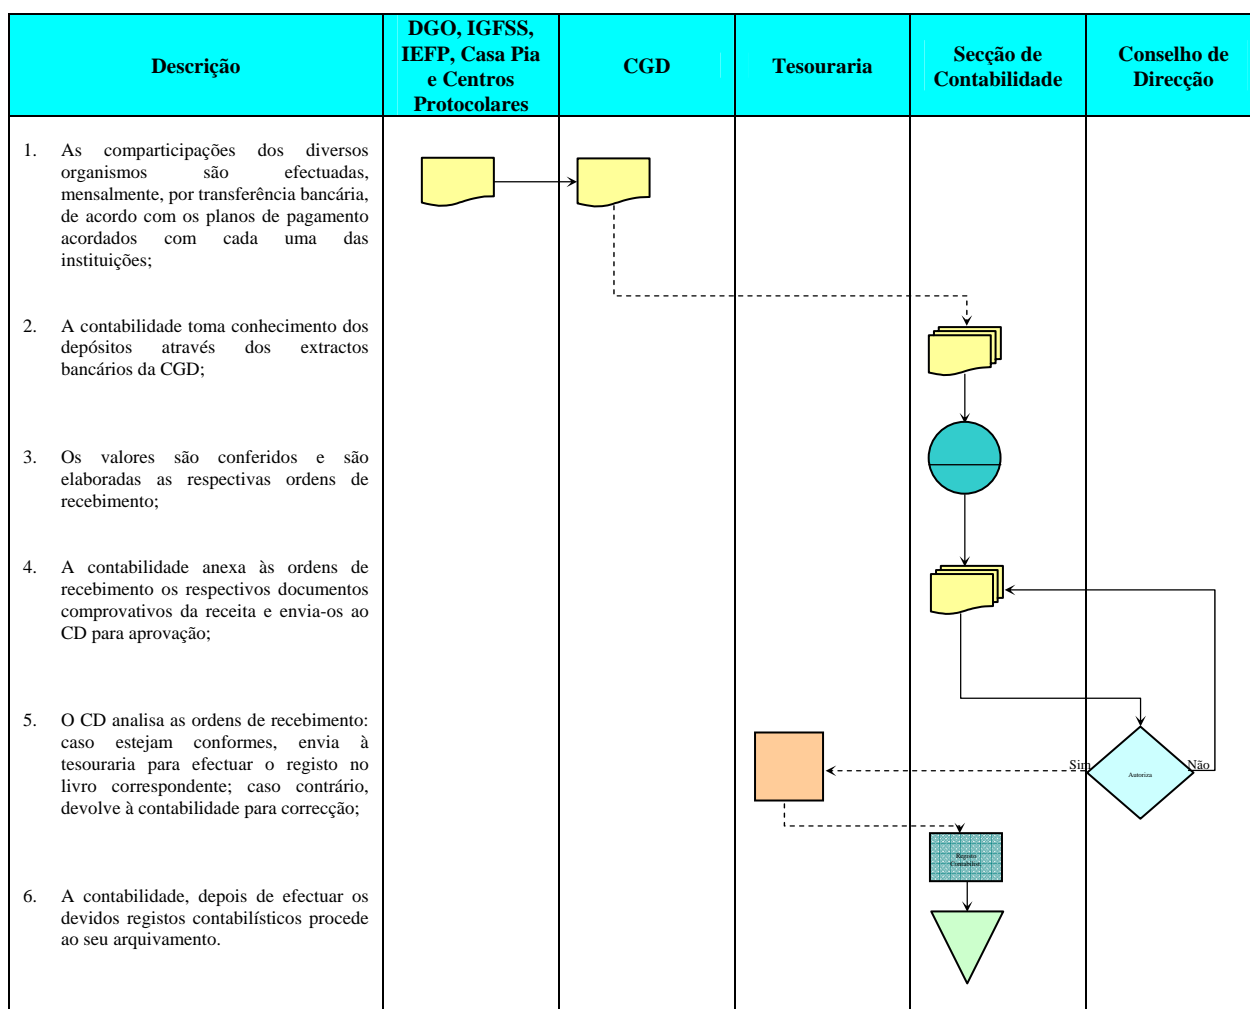 Descrição
DGO, IGFSS,
IEFP, Casa Pia
e Centros
Protocolares
CGD
Tesouraria
Secção de
Contabilidade
Conselho de
Direcção
1. As comparticipações dos diversos
organismos são efectuadas,
mensalmente, por transferência bancária,
de acordo com os planos de pagamento
acordados com cada uma das
instituições;
2. A contabilidade toma conhecimento dos
depósitos através dos extractos
bancários da CGD;
3. Os valores são conferidos e são
elaboradas as respectivas ordens de
recebimento;
4. A contabilidade anexa às ordens de
recebimento os respectivos documentos
comprovativos da receita e envia-os ao
CD para aprovação;
5. O CD analisa as ordens de recebimento:
caso estejam conformes, envia à
tesouraria para efectuar o registo no
livro correspondente; caso contrário,
devolve à contabilidade para correcção;
Sim
Autoriza
Não
Registo
6. A contabilidade, depois de efectuar os
devidos registos contabilísticos procede
ao seu arquivamento.